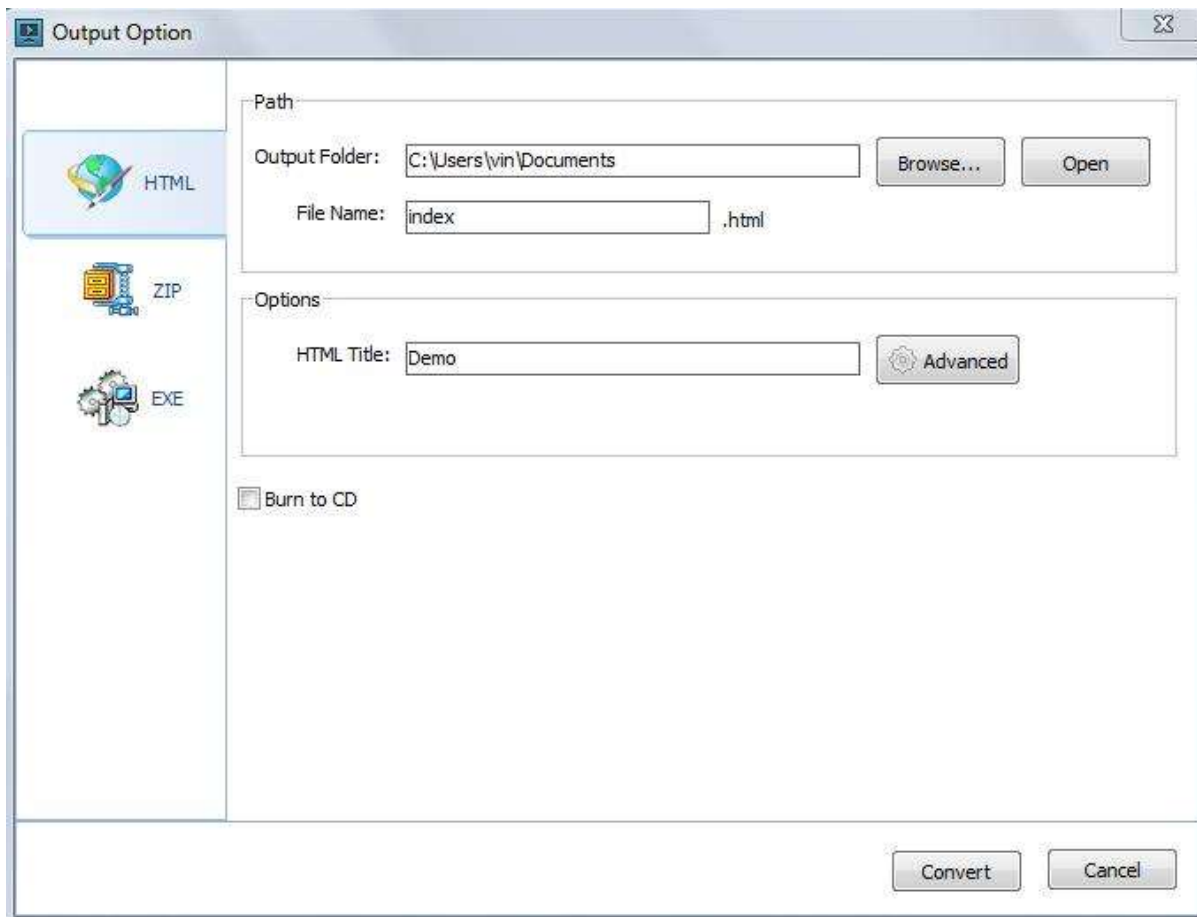 Output Option
HTML
ZIP
EXE
Path
Output Folder: C:\Users\vin\Documents Browse... Open
File Name: index .html
Options
HTML Title: Demo Advanced
Burn to CD
Convert Cancel